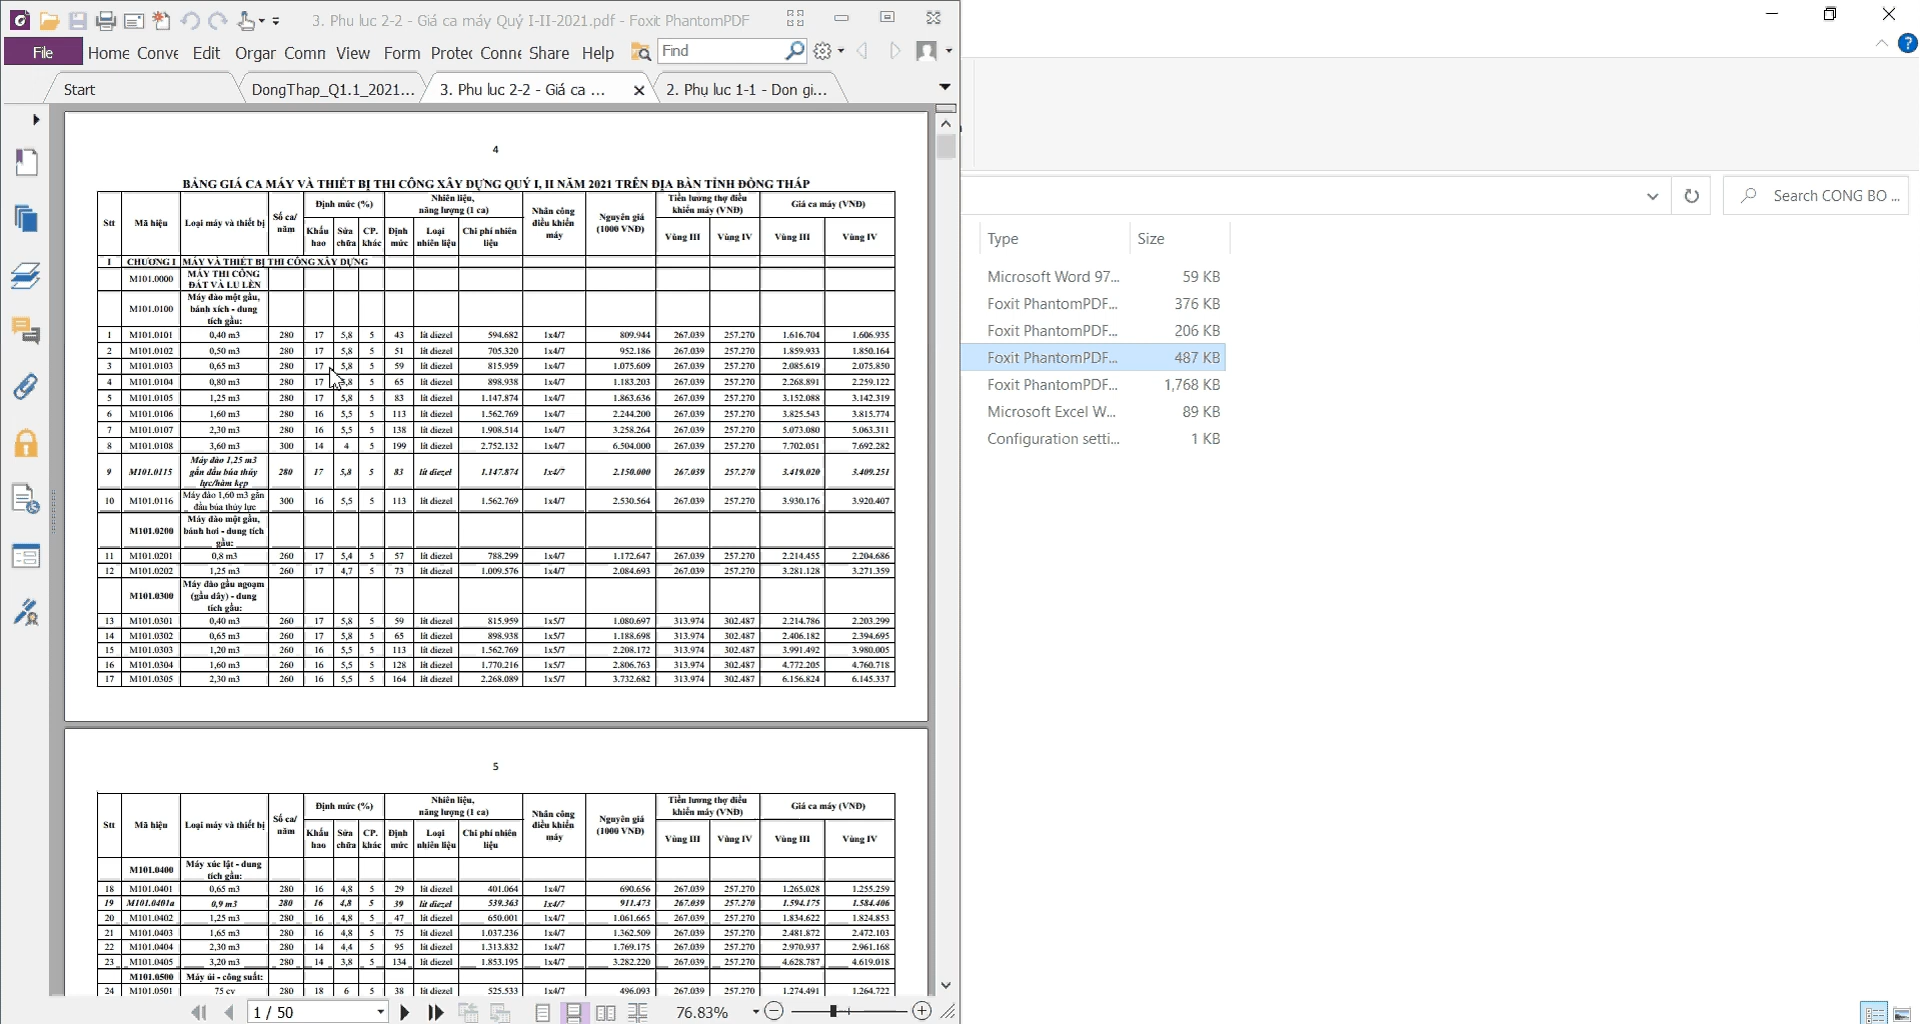 3. Phu luc 2-2 - Giá ca máy Quý I-II-2021.pdf - Foxit PhantomPDF
File Home Conve Edit Orgar Comn View Form Protec Conne Share Help Find
Start DongThap_Q1.1_2021... 3. Phu luc 2-2 - Giá ca ... 2. Phụ luc 1-1 - Don gi...
4
BẢNG GIÁ CA MÁY VÀ THIẾT BỊ THI CÔNG XÂY DỰNG QUÝ I, II NĂM 2021 TRÊN ĐỊA BÀN TỈNH ĐỒNG THÁP
Stt Mã hiệu Loại máy và thiết bị Số ca/ năm Định mức (%) Nhiên liệu, năng lượng (1 ca) Nhân công điều khiển máy Nguyên giá (1000 VNĐ) Tiền lương thợ điều khiển máy (VNĐ) Giá ca máy (VNĐ)
Khấu hao Sửa chữa CP. khác Định mức Loại nhiên liệu Chi phí nhiên liệu Vùng III Vùng IV Vùng III Vùng IV
I CHƯƠNG I MÁY VÀ THIẾT BỊ THI CÔNG XÂY DỰNG
M101.0000 MÁY THI CÔNG ĐẤT VÀ LU LÈN
M101.0100 Máy đào một gầu, bánh xích - dung tích gầu:
1 M101.0101 0,40 m3 280 17 5,8 5 43 lít diezel 594.682 1x4/7 809.944 267.039 257.270 1.616.704 1.606.935
2 M101.0102 0,50 m3 280 17 5,8 5 51 lít diezel 705.320 1x4/7 952.186 267.039 257.270 1.859.933 1.850.164
3 M101.0103 0,65 m3 280 17 5,8 5 59 lít diezel 815.959 1x4/7 1.075.609 267.039 257.270 2.085.619 2.075.850
4 M101.0104 0,80 m3 280 17 5,8 5 65 lít diezel 898.938 1x4/7 1.183.203 267.039 257.270 2.268.891 2.259.122
5 M101.0105 1,25 m3 280 17 5,8 5 83 lít diezel 1.147.874 1x4/7 1.863.636 267.039 257.270 3.152.088 3.142.319
6 M101.0106 1,60 m3 280 16 5,5 5 113 lít diezel 1.562.769 1x4/7 2.244.200 267.039 257.270 3.825.543 3.815.774
7 M101.0107 2,30 m3 280 16 5,5 5 138 lít diezel 1.908.514 1x4/7 3.258.264 267.039 257.270 5.073.080 5.063.311
8 M101.0108 3,60 m3 300 14 4 5 199 lít diezel 2.752.132 1x4/7 6.504.000 267.039 257.270 7.702.051 7.692.282
9 M101.0115 Máy đào 1,25 m3 gắn đầu búa thủy lực/hàm kẹp 280 17 5,8 5 83 lít diezel 1.147.874 1x4/7 2.150.000 267.039 257.270 3.419.020 3.409.251
10 M101.0116 Máy đào 1,60 m3 gắn đầu búa thủy lực 300 16 5,5 5 113 lít diezel 1.562.769 1x4/7 2.530.564 267.039 257.270 3.930.176 3.920.407
M101.0200 Máy đào một gầu, bánh hơi - dung tích gầu:
11 M101.0201 0,8 m3 260 17 5,4 5 57 lít diezel 788.299 1x4/7 1.172.647 267.039 257.270 2.214.455 2.204.686
12 M101.0202 1,25 m3 260 17 4,7 5 73 lít diezel 1.009.576 1x4/7 2.084.693 267.039 257.270 3.281.128 3.271.359
M101.0300 Máy đào gầu ngoạm (gầu dây) - dung tích gầu:
13 M101.0301 0,40 m3 260 17 5,8 5 59 lít diezel 815.959 1x5/7 1.080.697 313.974 302.487 2.214.786 2.203.299
14 M101.0302 0,65 m3 260 17 5,8 5 65 lít diezel 898.938 1x5/7 1.188.698 313.974 302.487 2.406.182 2.394.695
15 M101.0303 1,20 m3 260 16 5,5 5 113 lít diezel 1.562.769 1x5/7 2.208.172 313.974 302.487 3.991.492 3.980.005
16 M101.0304 1,60 m3 260 16 5,5 5 128 lít diezel 1.770.216 1x5/7 2.806.763 313.974 302.487 4.772.205 4.760.718
17 M101.0305 2,30 m3 260 16 5,5 5 164 lít diezel 2.268.089 1x5/7 3.732.682 313.974 302.487 6.156.824 6.145.337
5
Stt Mã hiệu Loại máy và thiết bị Số ca/ năm Định mức (%) Nhiên liệu, năng lượng (1 ca) Nhân công điều khiển máy Nguyên giá (1000 VNĐ) Tiền lương thợ điều khiển máy (VNĐ) Giá ca máy (VNĐ)
Khấu hao Sửa chữa CP. khác Định mức Loại nhiên liệu Chi phí nhiên liệu Vùng III Vùng IV Vùng III Vùng IV
M101.0400 Máy xúc lật - dung tích gầu:
18 M101.0401 0,65 m3 280 16 4,8 5 29 lít diezel 401.064 1x4/7 690.656 267.039 257.270 1.265.028 1.255.259
19 M101.0401a 0,9 m3 280 16 4,8 5 39 lít diezel 539.363 1x4/7 911.473 267.039 257.270 1.594.175 1.584.406
20 M101.0402 1,25 m3 280 16 4,8 5 47 lít diezel 650.001 1x4/7 1.061.665 267.039 257.270 1.834.622 1.824.853
21 M101.0403 1,65 m3 280 16 4,8 5 75 lít diezel 1.037.236 1x4/7 1.362.509 267.039 257.270 2.481.872 2.472.103
22 M101.0404 2,30 m3 280 14 4,4 5 95 lít diezel 1.313.832 1x4/7 1.769.175 267.039 257.270 2.970.937 2.961.168
23 M101.0405 3,20 m3 280 14 3,8 5 134 lít diezel 1.853.195 1x4/7 3.282.220 267.039 257.270 4.628.787 4.619.018
M101.0500 Máy ủi - công suất:
24 M101.0501 75 cv 280 18 6 5 38 lít diezel 525.533 1x4/7 496.093 267.039 257.270 1.274.491 1.264.722
1 / 50 76.83%
Search CONG BO ...
Type Size
Microsoft Word 97... 59 KB
Foxit PhantomPDF... 376 KB
Foxit PhantomPDF... 206 KB
Foxit PhantomPDF... 487 KB
Foxit PhantomPDF... 1,768 KB
Microsoft Excel W... 89 KB
Configuration setti... 1 KB